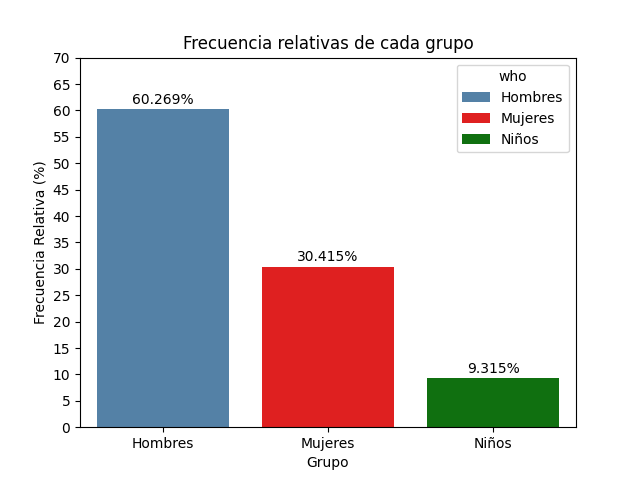 Frecuencia relativas de cada grupo
who
Hombres
Mujeres
Niños
60.269%
30.415%
9.315%
Frecuencia Relativa (%)
70
65
60
55
50
45
40
35
30
25
20
15
10
5
0
Hombres Mujeres Niños
Grupo